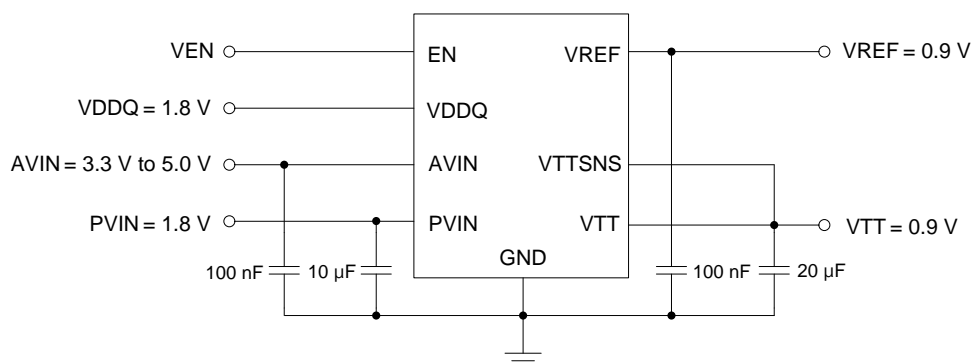 VEN
EN
VREF
VREF = 0.9 V
VDDQ = 1.8 V
VDDQ
AVIN = 3.3 V to 5.0 V
AVIN
VTTSNS
PVIN = 1.8 V
PVIN
VTT
VTT = 0.9 V
GND
100 nF
10 µF
100 nF
20 µF